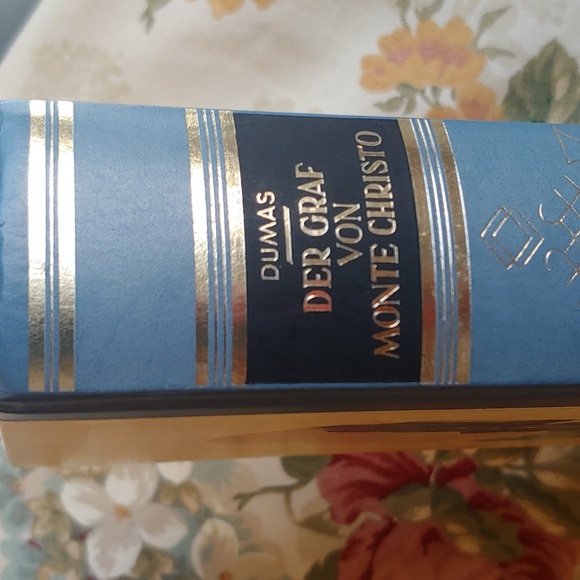 DUMAS
DER GRAF
VON
MONTE CHRISTO